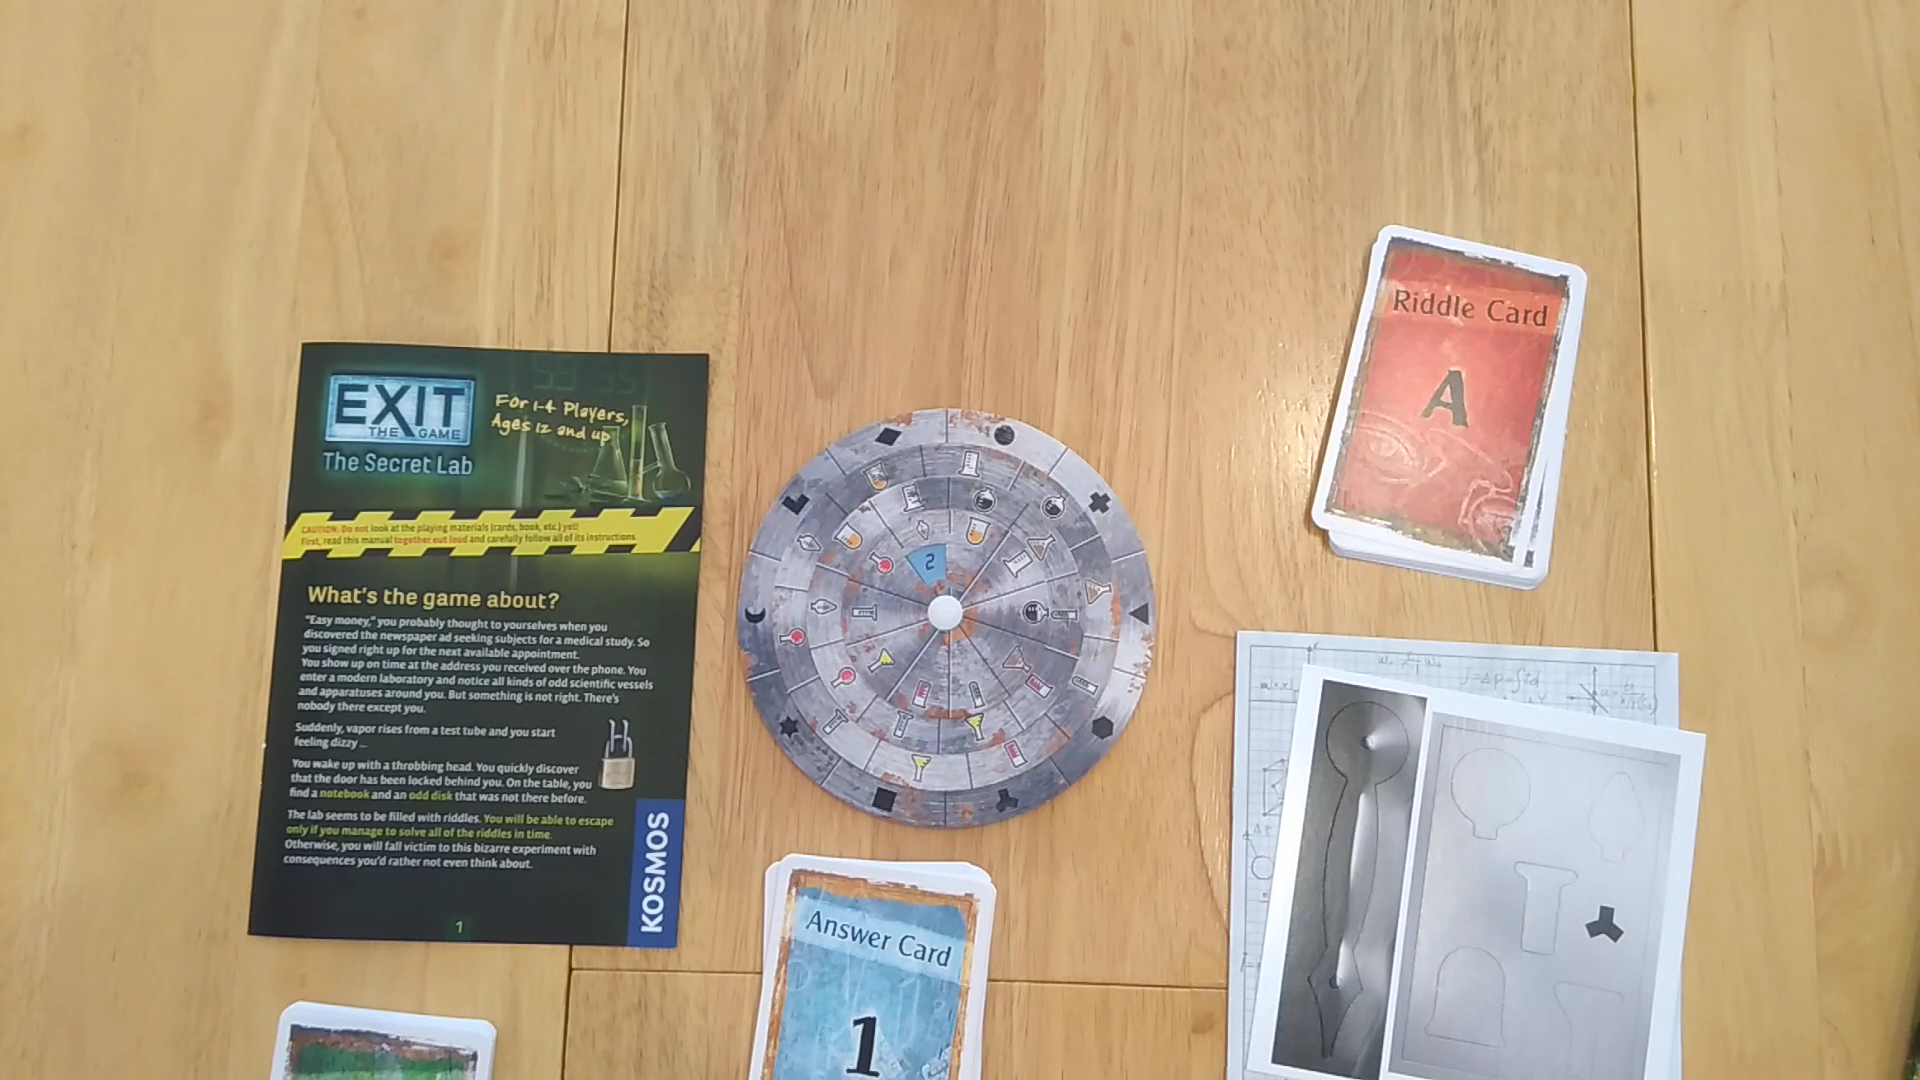 EXIT
THE GAME
The Secret Lab
For 1-4 Players,
Ages 12 and up
CAUTION: Do not look at the playing materials (cards, book, etc.) yet!
First, read this manual together out loud and carefully follow all of its instructions.
What's the game about?
"Easy money," you probably thought to yourselves when you
discovered the newspaper ad seeking subjects for a medical study. So
you signed right up for the next available appointment.
You show up on time at the address you received over the phone. You
enter a modern laboratory and notice all kinds of odd scientific vessels
and apparatuses around you. But something is not right. There's
nobody there except you.
Suddenly, vapor rises from a test tube and you start
feeling dizzy ...
You wake up with a throbbing head. You quickly discover
that the door has been locked behind you. On the table, you
find a notebook and an odd disk that was not there before.
The lab seems to be filled with riddles. You will be able to escape
only if you manage to solve all of the riddles in time.
Otherwise, you will fall victim to this bizarre experiment with
consequences you'd rather not even think about.
1
KOSMOS
2
Answer Card
1
Riddle Card
A